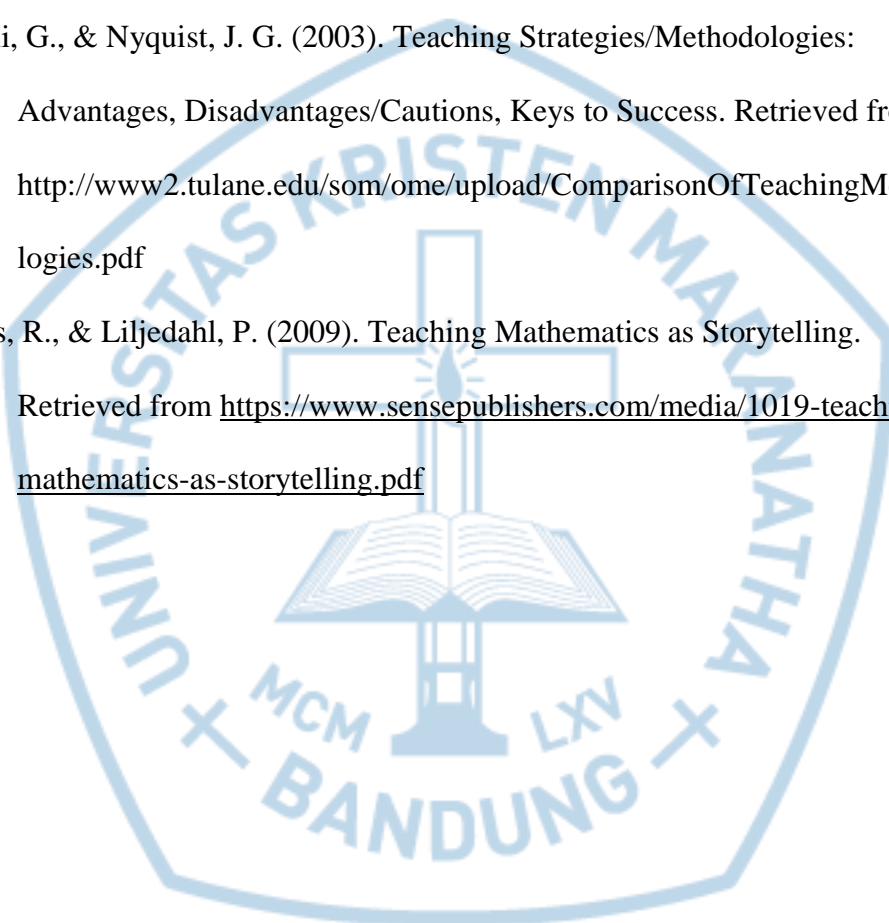 i, G., & Nyquist, J. G. (2003). Teaching Strategies/Methodologies:
Advantages, Disadvantages/Cautions, Keys to Success. Retrieved fr
http://www2.tulane.edu/som/ome/upload/ComparisonOfTeachingM
logies.pdf
s, R., & Liljedahl, P. (2009). Teaching Mathematics as Storytelling.
Retrieved from https://www.sensepublishers.com/media/1019-teach
mathematics-as-storytelling.pdf
UNIVERSITAS KRISTEN MARANATHA
MCM LXV
BANDUNG